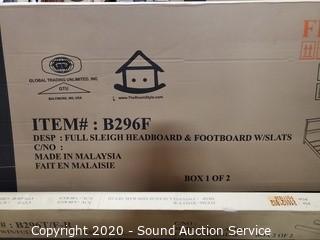 GLOBAL TRADING UNLIMITED, INC
GTU
BALTIMORE, MD, USA
www.TheRoomStyle.com
ITEM# : B296F
DESP : FULL SLEIGH HEADBOARD & FOOTBOARD W/SLATS
C/NO :
MADE IN MALAYSIA
FAIT EN MALAISIE
BOX 1 OF 2
Copyright 2020 - Sound Auction Service